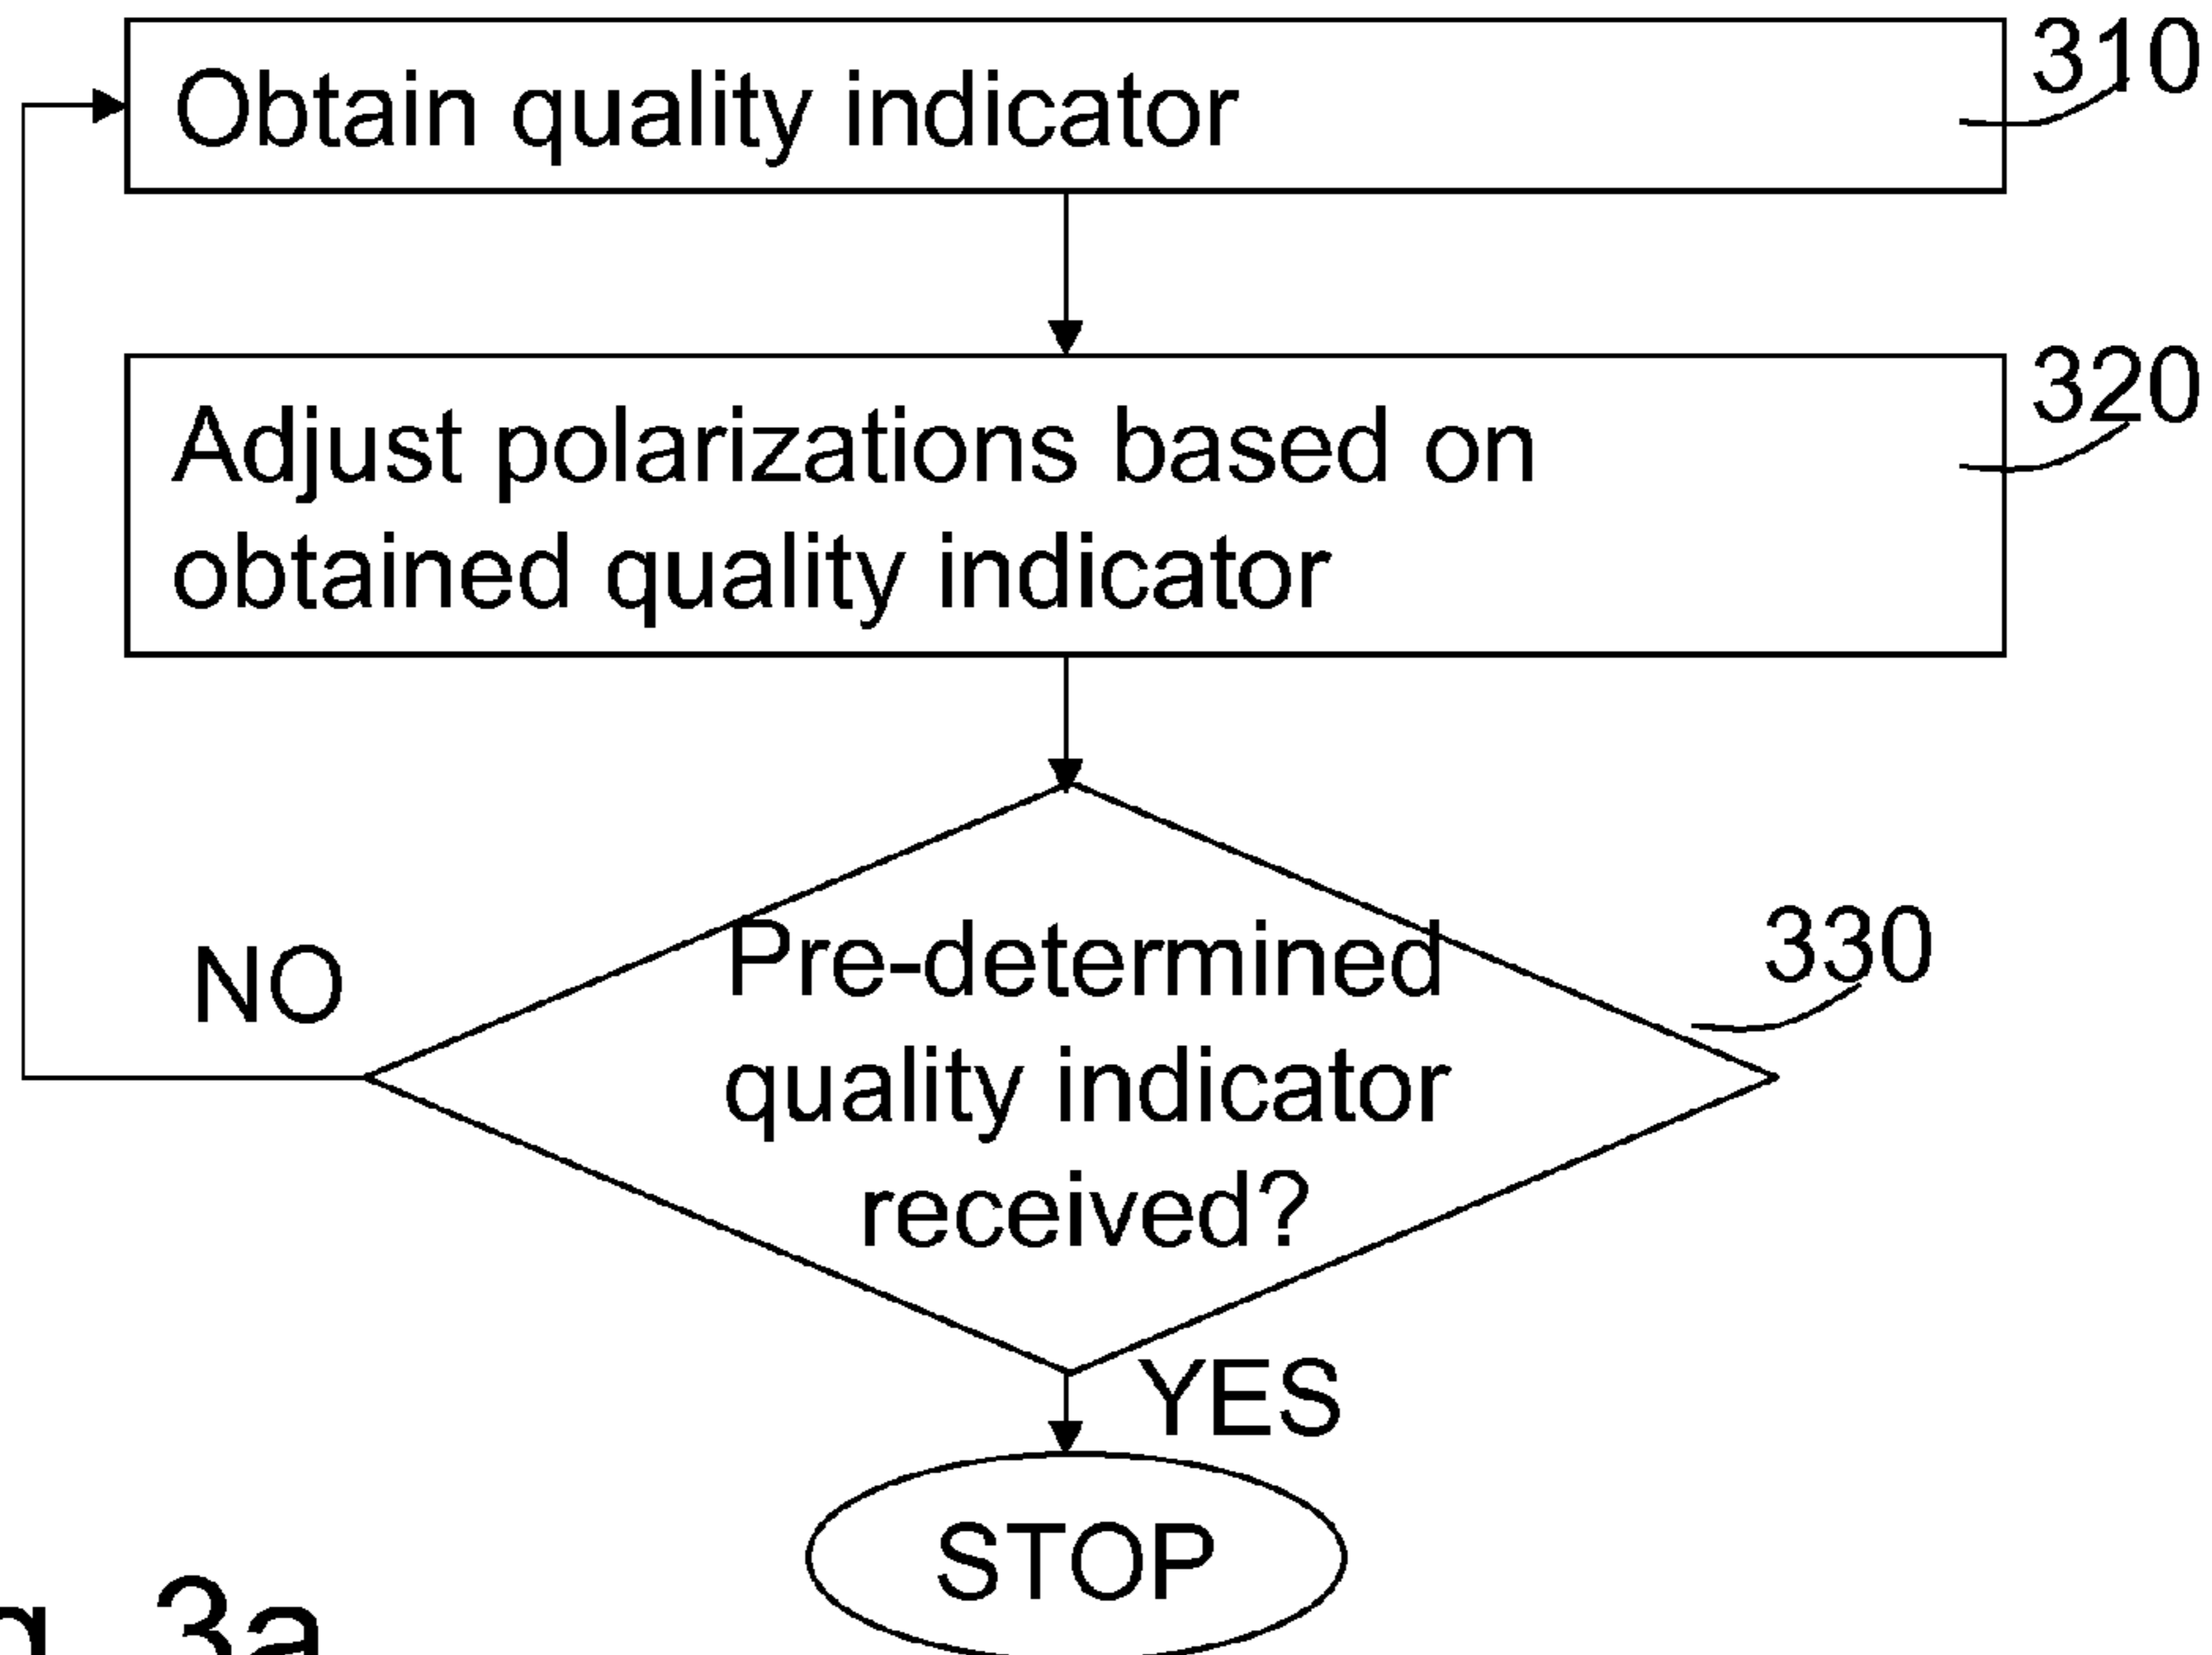 Obtain quality indicator
310
Adjust polarizations based on
obtained quality indicator
320
Pre-determined
quality indicator
received?
330
NO
YES
STOP
g. 3a